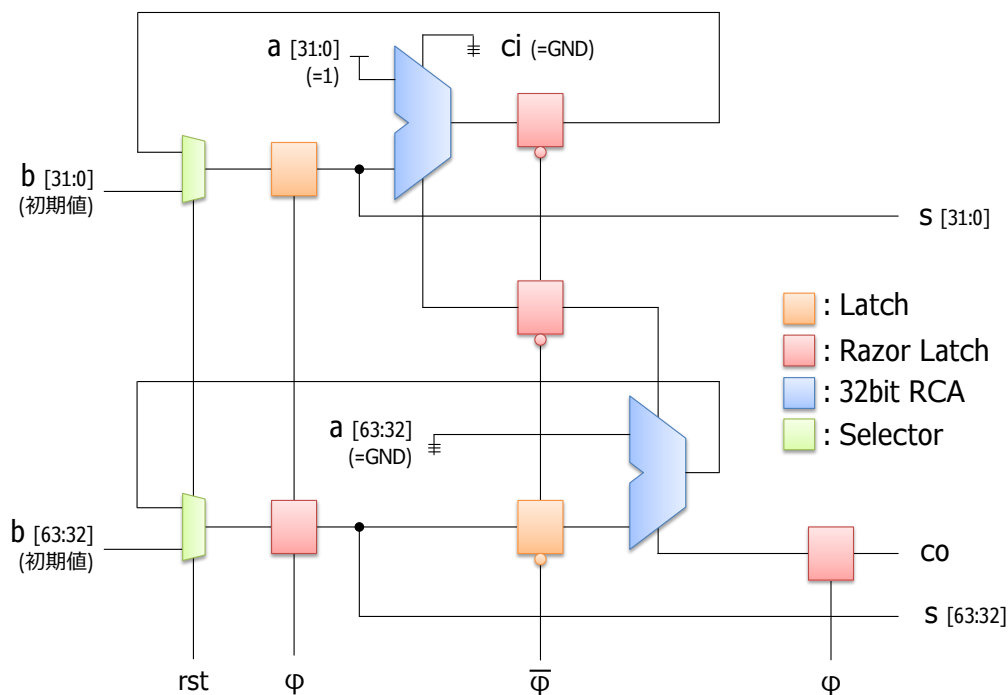 a [31:0]
(=1)
ci (=GND)
b [31:0]
(初期値)
s [31:0]
: Latch
: Razor Latch
: 32bit RCA
: Selector
a [63:32]
(=GND)
b [63:32]
(初期値)
co
s [63:32]
rst
φ
φ̅
φ